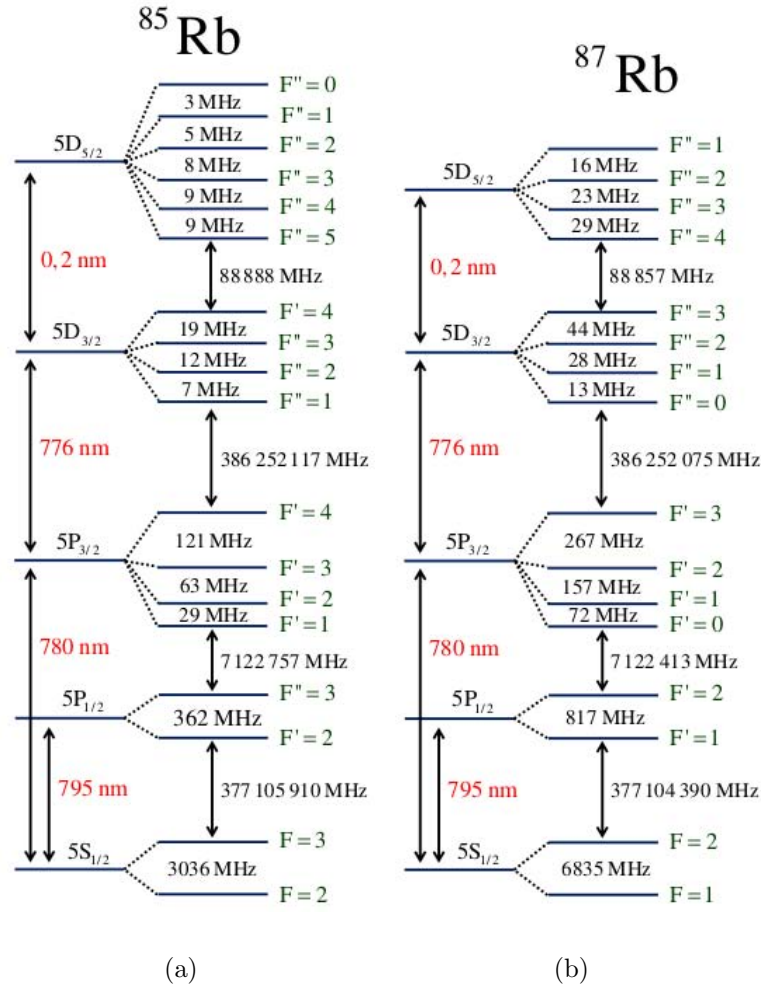 ⁸⁵Rb
F'' = 0
3 MHz
F'' = 1
5 MHz
F'' = 2
5D₅/₂
8 MHz
F'' = 3
9 MHz
F'' = 4
9 MHz
F'' = 5
0,2 nm
88 888 MHz
F' = 4
19 MHz
5D₃/₂
F'' = 3
12 MHz
F'' = 2
7 MHz
F'' = 1
776 nm
386 252 117 MHz
F' = 4
121 MHz
5P₃/₂
F' = 3
63 MHz
F' = 2
29 MHz
F' = 1
780 nm
7 122 757 MHz
F'' = 3
5P₁/₂
362 MHz
F' = 2
795 nm
377 105 910 MHz
F = 3
5S₁/₂
3036 MHz
F = 2
(a)
⁸⁷Rb
F'' = 1
16 MHz
5D₅/₂
F'' = 2
23 MHz
F'' = 3
29 MHz
F'' = 4
0,2 nm
88 857 MHz
F'' = 3
44 MHz
5D₃/₂
F'' = 2
28 MHz
F'' = 1
13 MHz
F'' = 0
776 nm
386 252 075 MHz
F' = 3
267 MHz
5P₃/₂
F' = 2
157 MHz
F' = 1
72 MHz
F' = 0
780 nm
7 122 413 MHz
F' = 2
5P₁/₂
817 MHz
F' = 1
795 nm
377 104 390 MHz
F = 2
5S₁/₂
6835 MHz
F = 1
(b)